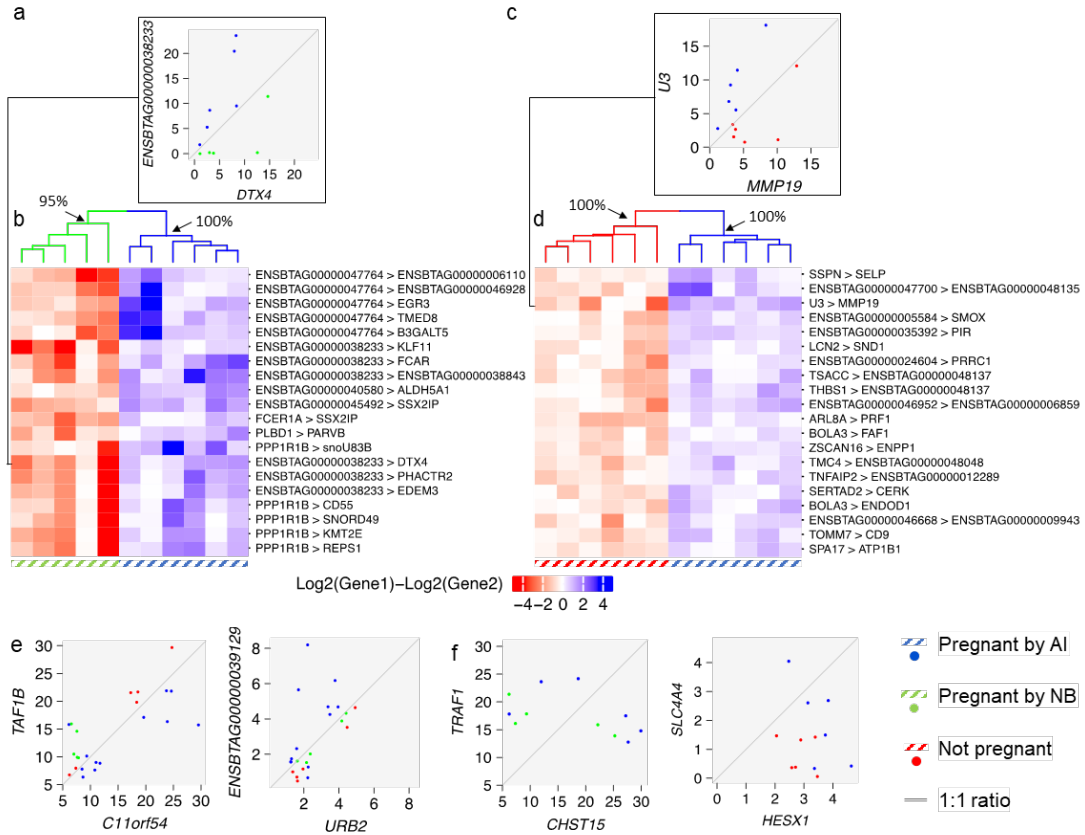 a
c
ENSBTAG00000038233
20
15
10
5
0
0 5 10 15 20
DTX4
U3
15
10
5
0
0 5 10 15
MMP19
b
95%
100%
d
100%
100%
ENSBTAG00000047764 > ENSBTAG00000006110
ENSBTAG00000047764 > ENSBTAG00000046928
ENSBTAG00000047764 > EGR3
ENSBTAG00000047764 > TMED8
ENSBTAG00000047764 > B3GALT5
ENSBTAG00000038233 > KLF11
ENSBTAG00000038233 > FCAR
ENSBTAG00000038233 > ENSBTAG00000038843
ENSBTAG00000040580 > ALDH5A1
ENSBTAG00000045492 > SSX2IP
FCER1A > SSX2IP
PLBD1 > PARVB
PPP1R1B > snoU83B
ENSBTAG00000038233 > DTX4
ENSBTAG00000038233 > PHACTR2
ENSBTAG00000038233 > EDEM3
PPP1R1B > CD55
PPP1R1B > SNORD49
PPP1R1B > KMT2E
PPP1R1B > REPS1
SSPN > SELP
ENSBTAG00000047700 > ENSBTAG00000048135
U3 > MMP19
ENSBTAG00000005584 > SMOX
ENSBTAG00000035392 > PIR
LCN2 > SND1
ENSBTAG00000024604 > PRRC1
TSACC > ENSBTAG00000048137
THBS1 > ENSBTAG00000048137
ENSBTAG00000046952 > ENSBTAG00000006859
ARL8A > PRF1
BOLA3 > FAF1
ZSCAN16 > ENPP1
TMC4 > ENSBTAG00000048048
TNFAIP2 > ENSBTAG00000012289
SERTAD2 > CERK
BOLA3 > ENDOD1
ENSBTAG00000046668 > ENSBTAG00000009943
TOMM7 > CD9
SPA17 > ATP1B1
Log2(Gene1)−Log2(Gene2)
−4 −2 0 2 4
e
TAF1B
30
25
20
15
10
5
5 10 15 20 25 30
C11orf54
ENSBTAG00000039129
8
6
4
2
2 4 6 8
URB2
f
TRAF1
30
25
20
15
10
5
5 10 15 20 25 30
CHST15
SLC4A4
4
3
2
1
0
0 1 2 3 4
HESX1
Pregnant by AI
Pregnant by NB
Not pregnant
1:1 ratio